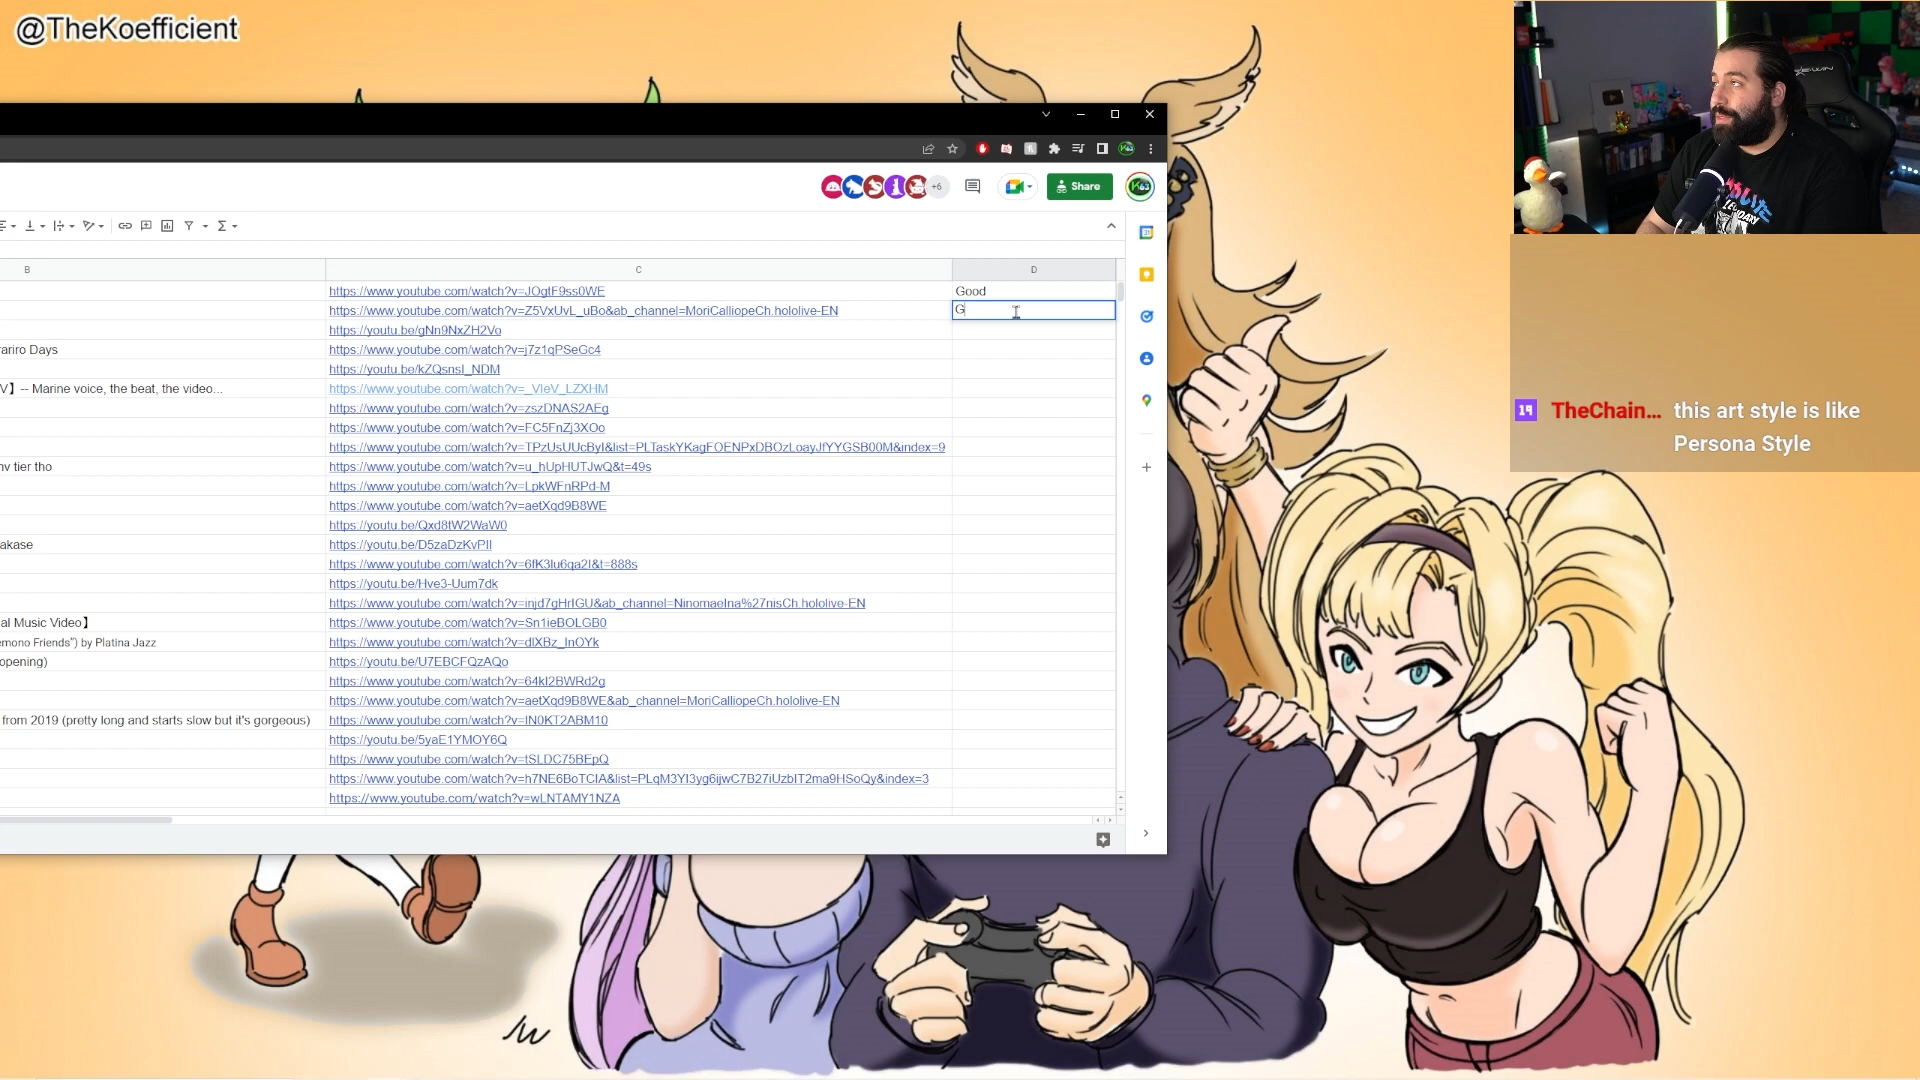 @TheKoefficient
+6
Share
B
C
D
https://www.youtube.com/watch?v=JOgtF9ss0WE
Good
https://www.youtube.com/watch?v=Z5VxUvL_uBo&ab_channel=MoriCalliopeCh.hololive-EN
G
https://youtu.be/gNn9NxZH2Vo
rariro Days
https://www.youtube.com/watch?v=j7z1qPSeGc4
https://youtu.be/kZQsnsI_NDM
V】-- Marine voice, the beat, the video...
https://www.youtube.com/watch?v=_VIeV_LZXHM
https://www.youtube.com/watch?v=zszDNAS2AEg
https://www.youtube.com/watch?v=FC5FnZj3XOo
https://www.youtube.com/watch?v=TPzUsUUcByI&list=PLTaskYKagFOENPxDBOzLoayJfYYGSB00M&index=9
nv tier tho
https://www.youtube.com/watch?v=u_hUpHUTJwQ&t=49s
https://www.youtube.com/watch?v=LpkWFnRPd-M
https://www.youtube.com/watch?v=aetXqd9B8WE
https://youtu.be/Qxd8tW2WaW0
akase
https://youtu.be/D5zaDzKvPII
https://www.youtube.com/watch?v=6fK3lu6qa2I&t=888s
https://youtu.be/Hve3-Uum7dk
https://www.youtube.com/watch?v=injd7gHrIGU&ab_channel=NinomaeIna%27nisCh.hololive-EN
al Music Video】
https://www.youtube.com/watch?v=Sn1ieBOLGB0
emono Friends") by Platina Jazz
https://www.youtube.com/watch?v=dlXBz_lnOYk
opening)
https://youtu.be/U7EBCFQzAQo
https://www.youtube.com/watch?v=64kI2BWRd2g
https://www.youtube.com/watch?v=aetXqd9B8WE&ab_channel=MoriCalliopeCh.hololive-EN
from 2019 (pretty long and starts slow but it's gorgeous)
https://www.youtube.com/watch?v=lN0KT2ABM10
https://youtu.be/5yaE1YMOY6Q
https://www.youtube.com/watch?v=tSLDC75BEpQ
https://www.youtube.com/watch?v=h7NE6BoTCIA&list=PLqM3YI3yg6ijwC7B27iUzbIT2ma9HSoQy&index=3
https://www.youtube.com/watch?v=wLNTAMY1NZA
19 TheChain... this art style is like
Persona Style